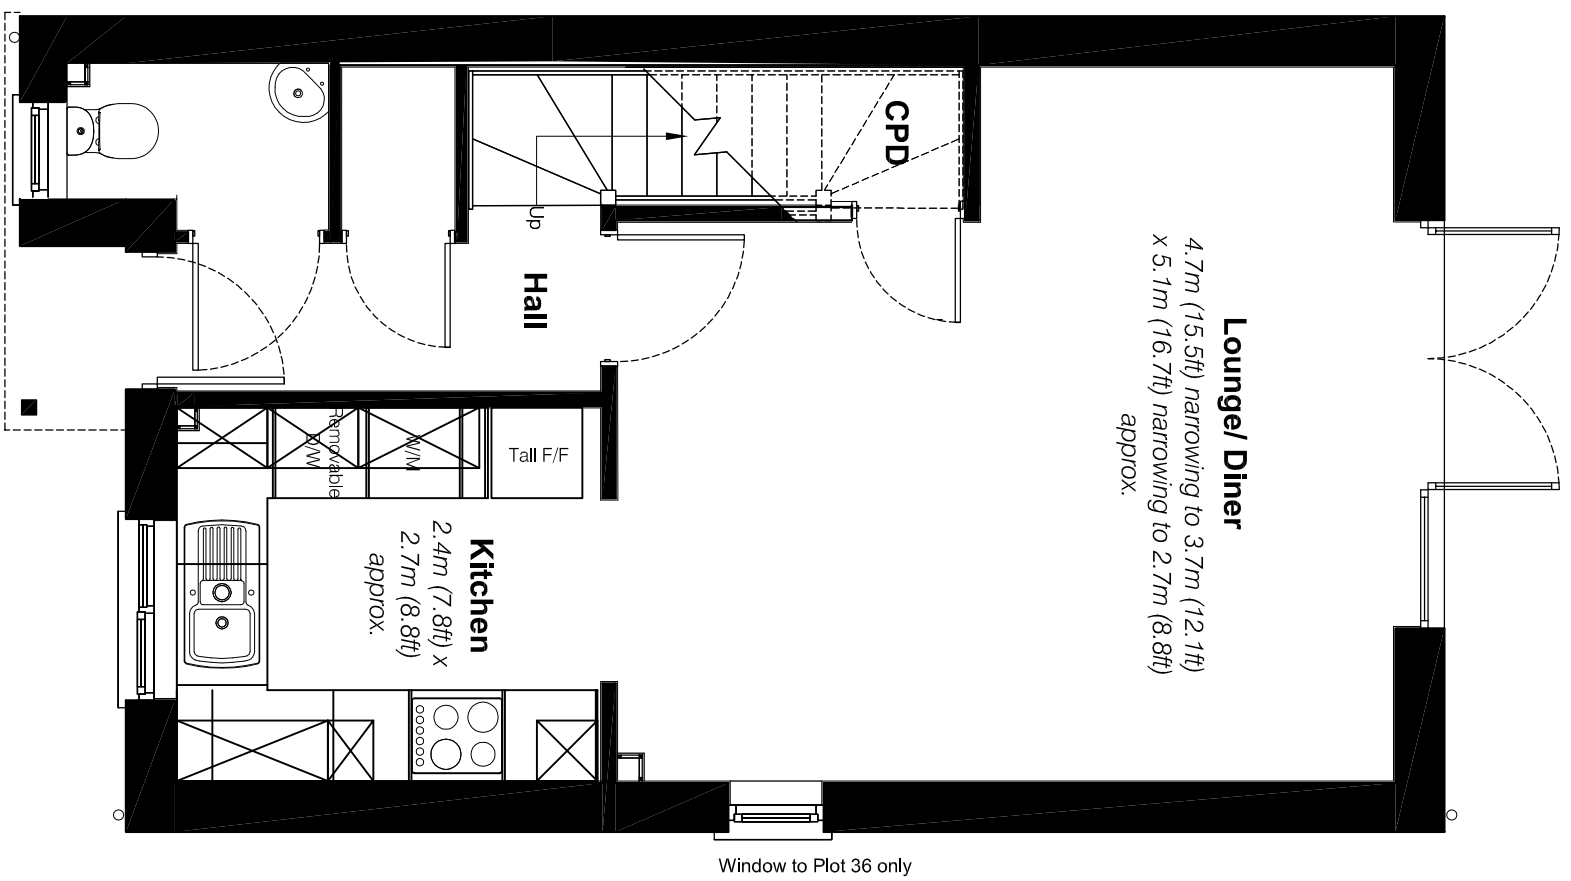 CPD
Up
Hall
Lounge/ Diner
4.7m (15.5ft) narrowing to 3.7m (12.1ft)
x 5.1m (16.7ft) narrowing to 2.7m (8.8ft)
approx.
Removable
D/W
W/M
Tall F/F
Kitchen
2.4m (7.8ft) x
2.7m (8.8ft)
approx.
Window to Plot 36 only